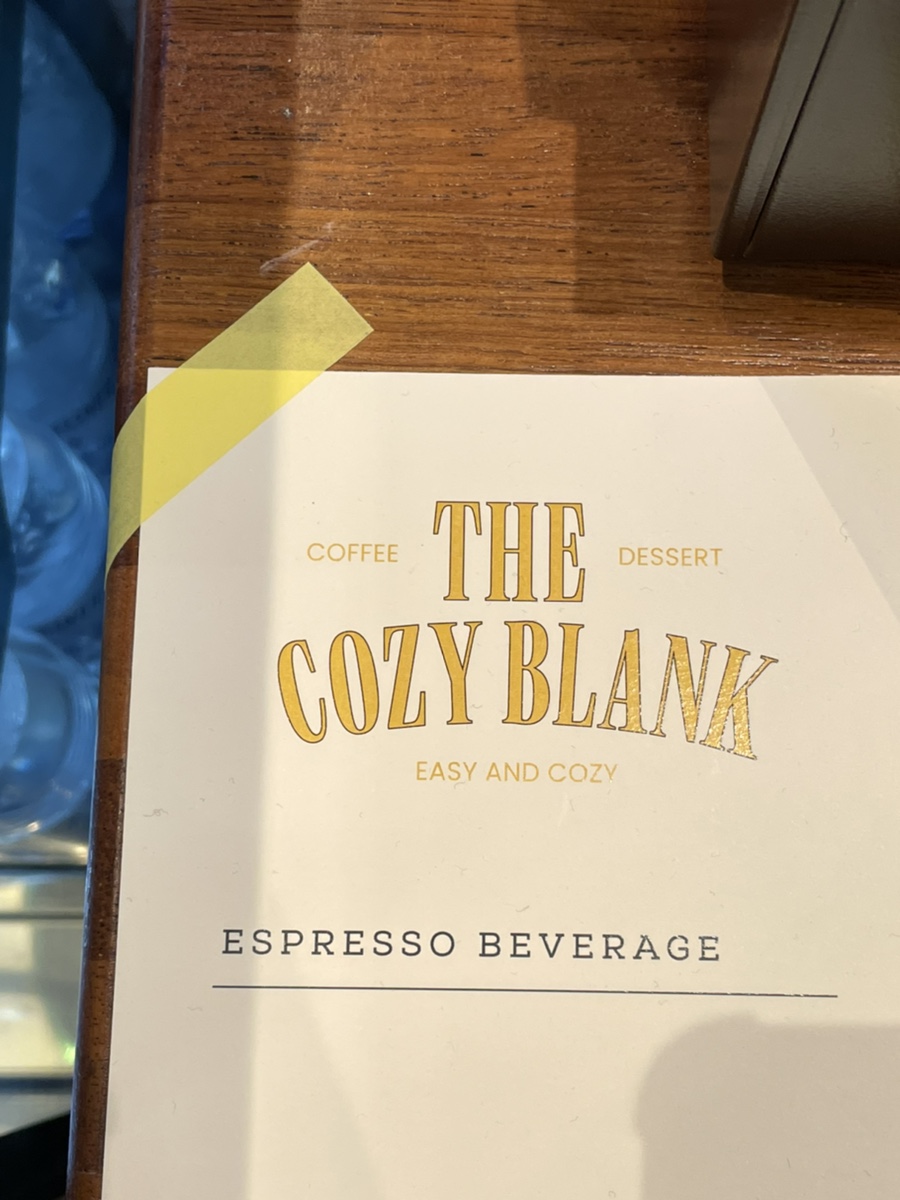 COFFEE THE DESSERT
COZY BLANK
EASY AND COZY
ESPRESSO BEVERAGE